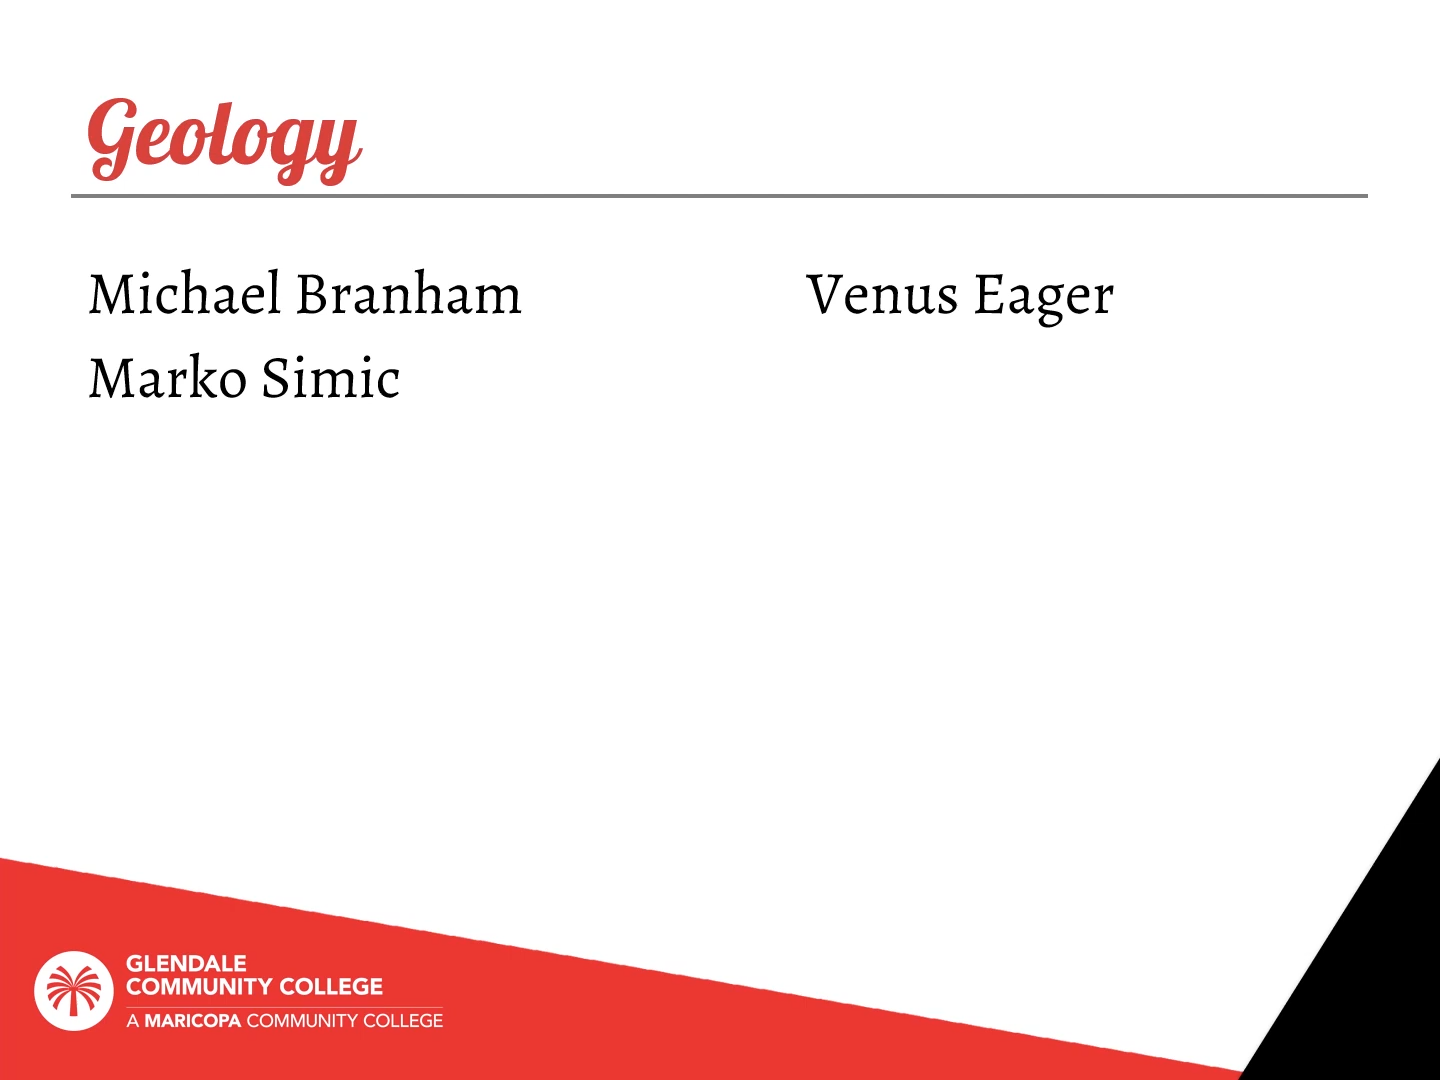 Geology
Michael Branham
Marko Simic
Venus Eager
GLENDALE
COMMUNITY COLLEGE
A MARICOPA COMMUNITY COLLEGE